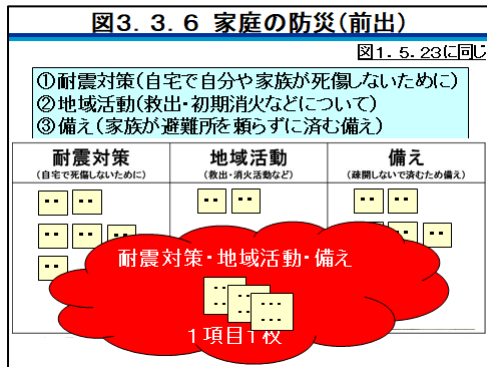 図3.3.6 家庭の防災(前出)
図1.5.23に同じ
①耐震対策(自宅で自分や家族が死傷しないために)
②地域活動(救出・初期消火などについて)
③備え(家族が避難所を頼らずに済む備え)
耐震対策
(自宅で死傷しないために)
地域活動
(救出・消火活動など)
備え
(疎開しないで済むため備え)
耐震対策・地域活動・備え
1項目1枚